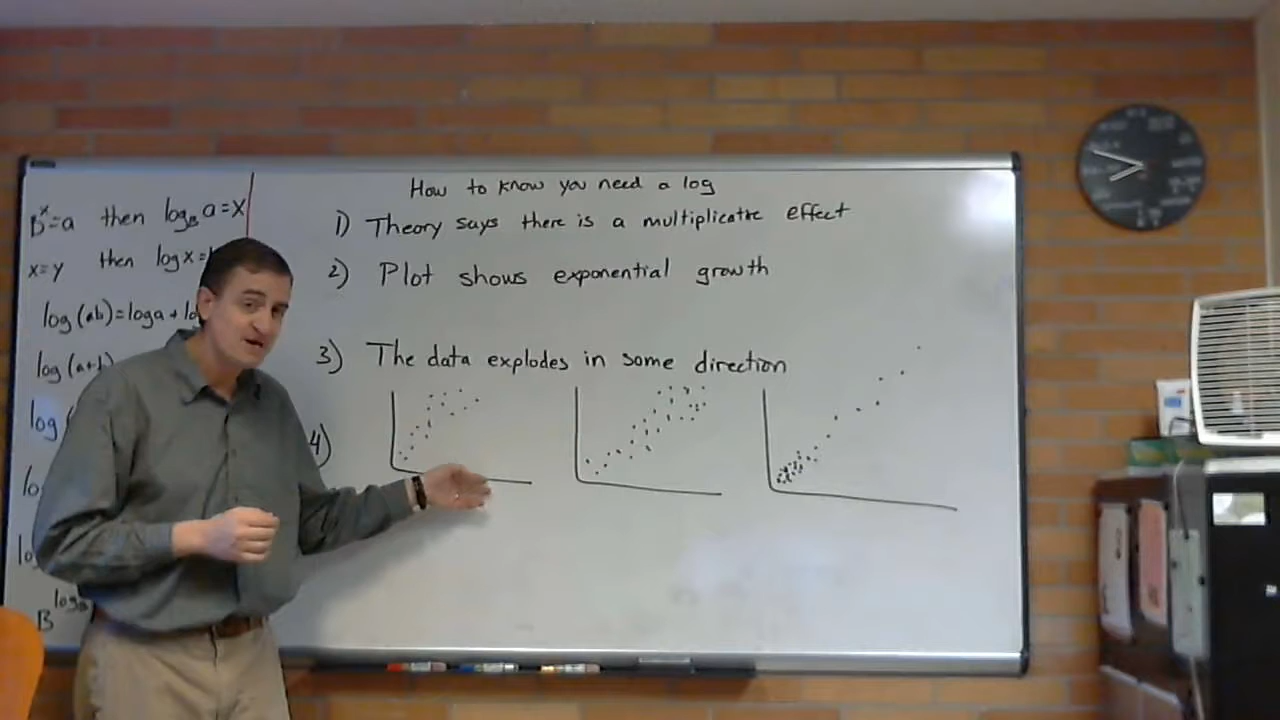 B^x=a then log_B a=x
x=y then log x=
log(ab)=log a + lo
log(a+b)
log
lo
lo
B^log_B
How to know you need a log
1) Theory says there is a multiplicatve effect
2) Plot shows exponential growth
3) The data explodes in some direction
4)